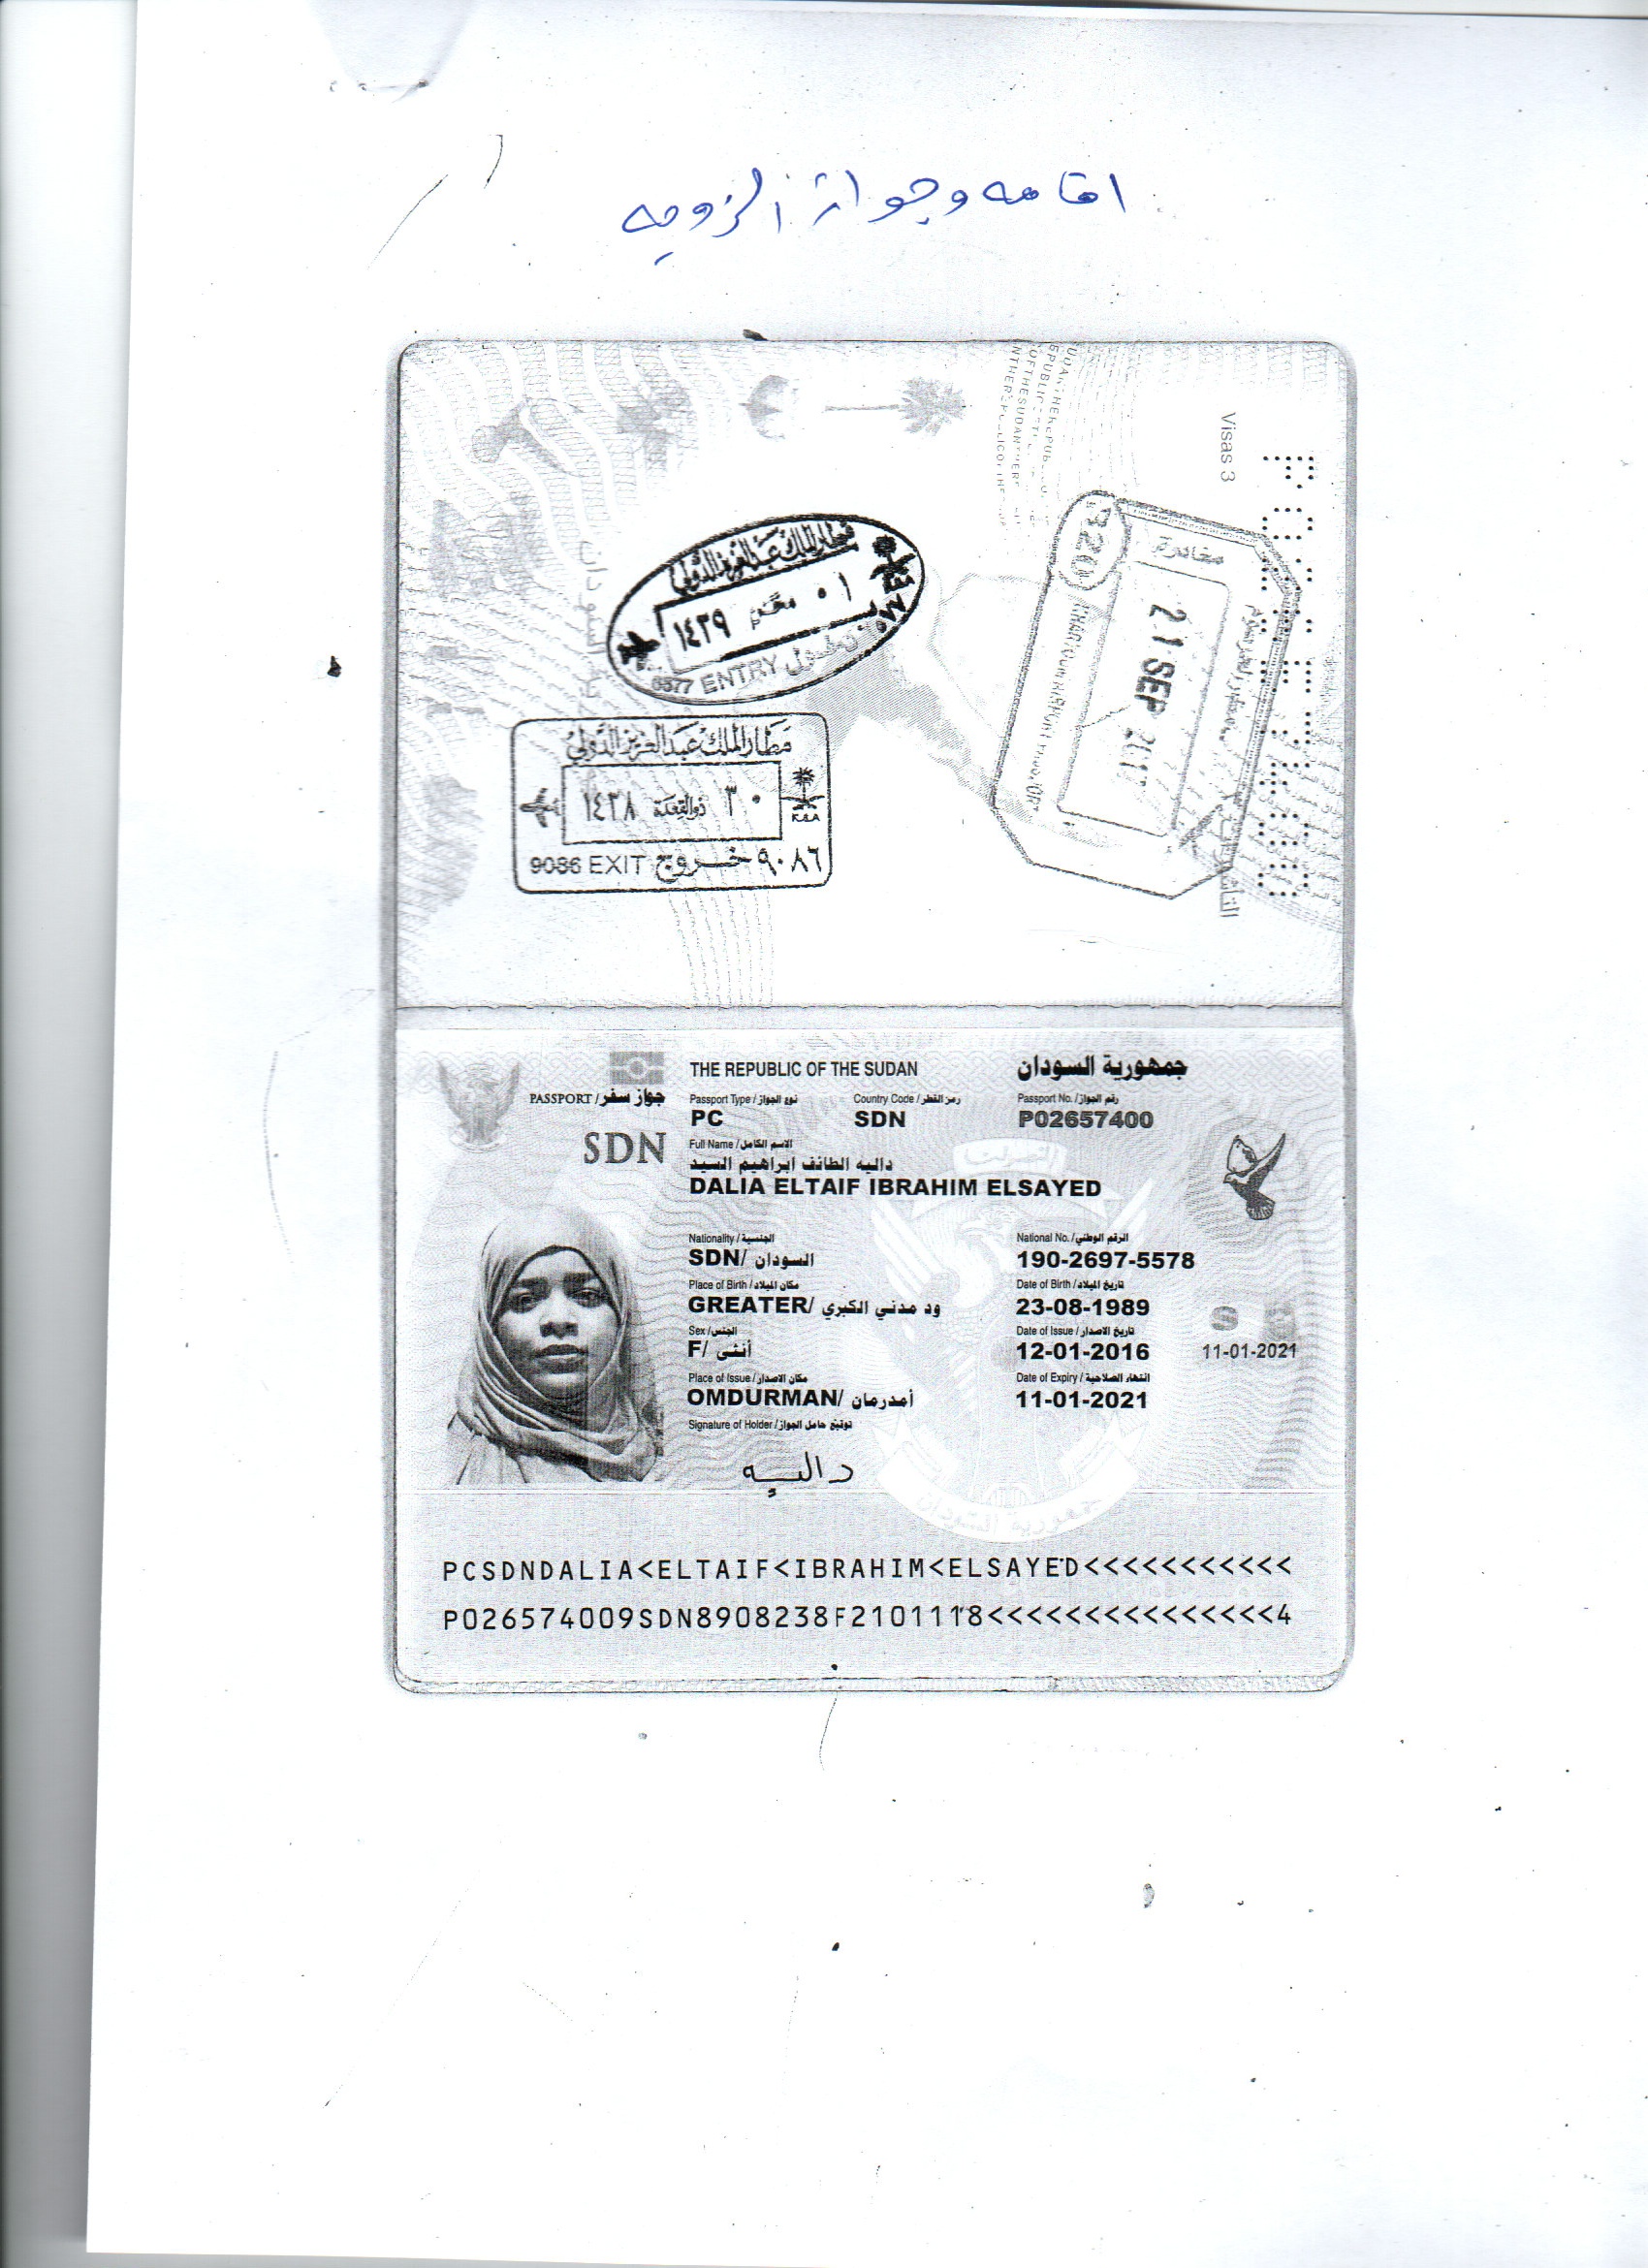 اقامه وجواز الزوجه
Visas 3
مطار الملك عبدالعزيز الدولي
٠١ محرم ١٤٣٩
6577 ENTRY دخول
K.S.A
320
مغادرة
21 SEP 2017
مطار الملك عبدالعزيز الدولي
٣٠ ذوالقعدة ١٤٣٨
K.S.A
9086 EXIT خروج ٩٠٨٦
THE REPUBLIC OF THE SUDAN جمهورية السودان
PASSPORT / جواز سفر
Passport Type / نوع الجواز Country Code / رمز القطر Passport No. / رقم الجواز
PC SDN P02657400
SDN
Full Name / الاسم الكامل
داليه الطائف ابراهيم السيد
DALIA ELTAIF IBRAHIM ELSAYED
Nationality / الجنسية National No. / الرقم الوطني
SDN/ السودان 190-2697-5578
Place of Birth / مكان الميلاد Date of Birth / تاريخ الميلاد
GREATER/ ود مدني الكبري 23-08-1989
Sex / الجنس Date of Issue / تاريخ الاصدار
F/ أنثى 12-01-2016 11-01-2021
Place of Issue / مكان الاصدار Date of Expiry / انتهاء الصلاحية
OMDURMAN/ أمدرمان 11-01-2021
Signature of Holder / توقيع حامل الجواز
داليه
جمهورية السودان
PCSDNDALIA<ELTAIF<IBRAHIM<ELSAYED<<<<<<<<<<<
P026574009SDN8908238F2101118<<<<<<<<<<<<<<<4